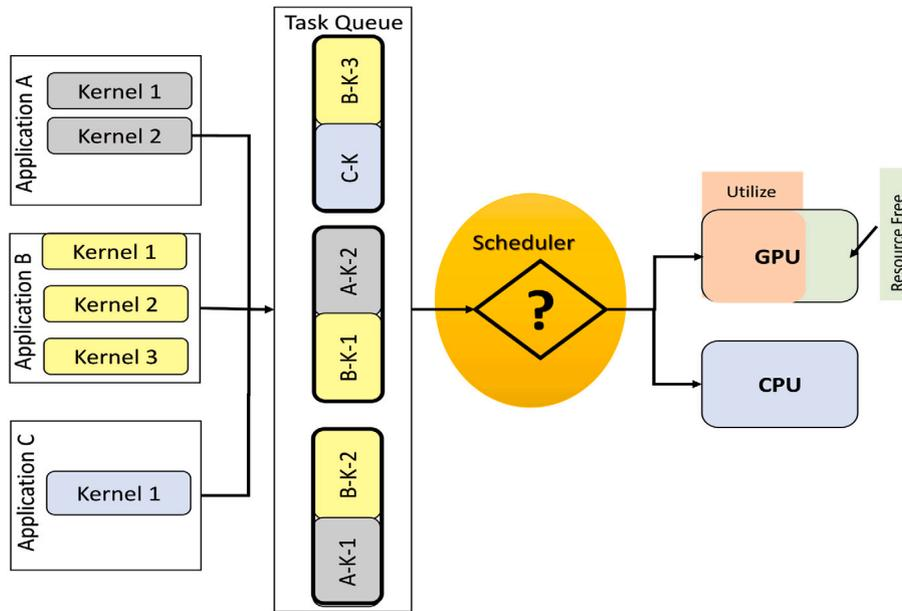 Application A
Kernel 1
Kernel 2
Application B
Kernel 1
Kernel 2
Kernel 3
Application C
Kernel 1
Task Queue
B-K-3
C-K
A-K-2
B-K-1
B-K-2
A-K-1
Scheduler
?
Utilize
GPU
Resource Free
CPU